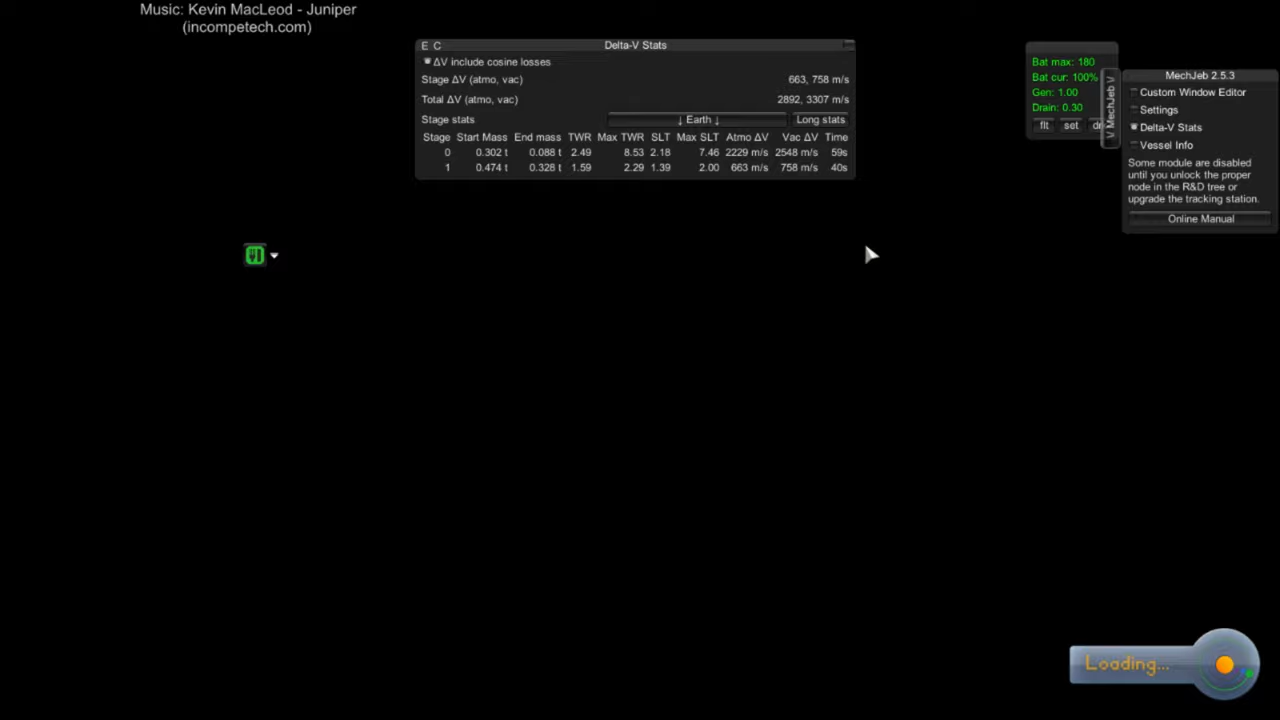 Music: Kevin MacLeod - Juniper
(incompetech.com)
E C Delta-V Stats
ΔV include cosine losses
Stage ΔV (atmo, vac) 663, 758 m/s
Total ΔV (atmo, vac) 2892, 3307 m/s
Stage stats ↓ Earth ↓ Long stats
Stage Start Mass End mass TWR Max TWR SLT Max SLT Atmo ΔV Vac ΔV Time
0 0.302 t 0.088 t 2.49 8.53 2.18 7.46 2229 m/s 2548 m/s 59s
1 0.474 t 0.328 t 1.59 2.29 1.39 2.00 663 m/s 758 m/s 40s
Bat max: 180
Bat cur: 100%
Gen: 1.00
Drain: 0.30
flt set
V MechJeb V
MechJeb 2.5.3
Custom Window Editor
Settings
Delta-V Stats
Vessel Info
Some module are disabled
until you unlock the proper
node in the R&D tree or
upgrade the tracking station.
Online Manual
Loading...